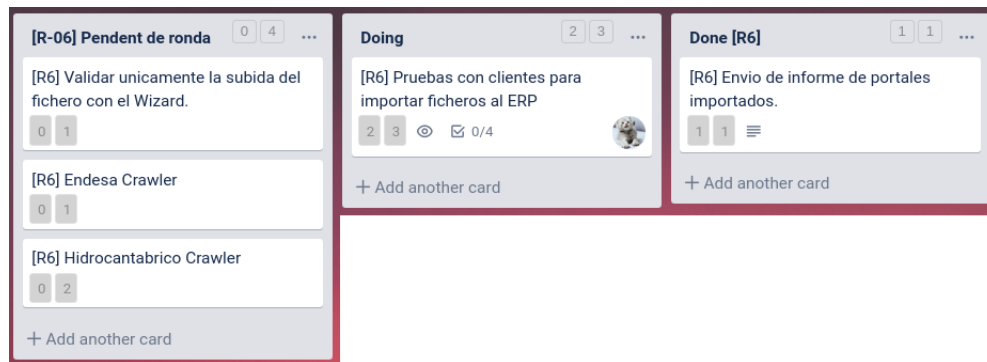 [R-06] Pendent de ronda 0 4 ...
[R6] Validar unicamente la subida del
fichero con el Wizard.
0 1
[R6] Endesa Crawler
0 1
[R6] Hidrocantabrico Crawler
0 2
+ Add another card
Doing 2 3 ...
[R6] Pruebas con clientes para
importar ficheros al ERP
2 3 0/4
+ Add another card
Done [R6] 1 1 ...
[R6] Envio de informe de portales
importados.
1 1
+ Add another card